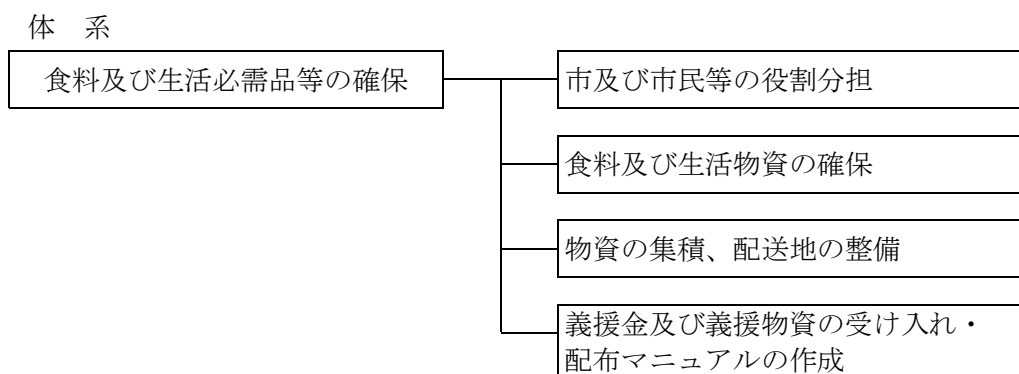 体　系
食料及び生活必需品等の確保
市及び市民等の役割分担
食料及び生活物資の確保
物資の集積、配送地の整備
義援金及び義援物資の受け入れ・
配布マニュアルの作成